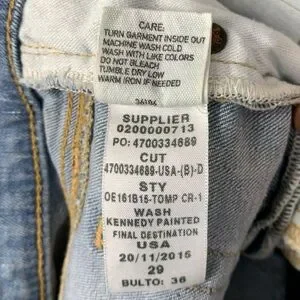 CARE:
TURN GARMENT INSIDE OUT
MACHINE WASH COLD
WASH WITH LIKE COLORS
DO NOT BLEACH
TUMBLE DRY LOW
WARM IRON IF NEEDED
SUPPLIER
0200000713
PO: 4700334689
CUT
4700334689-USA-(B)-D
STY
OE161B15-TOMP CR-1
WASH
KENNEDY PAINTED
FINAL DESTINATION
USA
20/11/2015
29
BULTO: 36